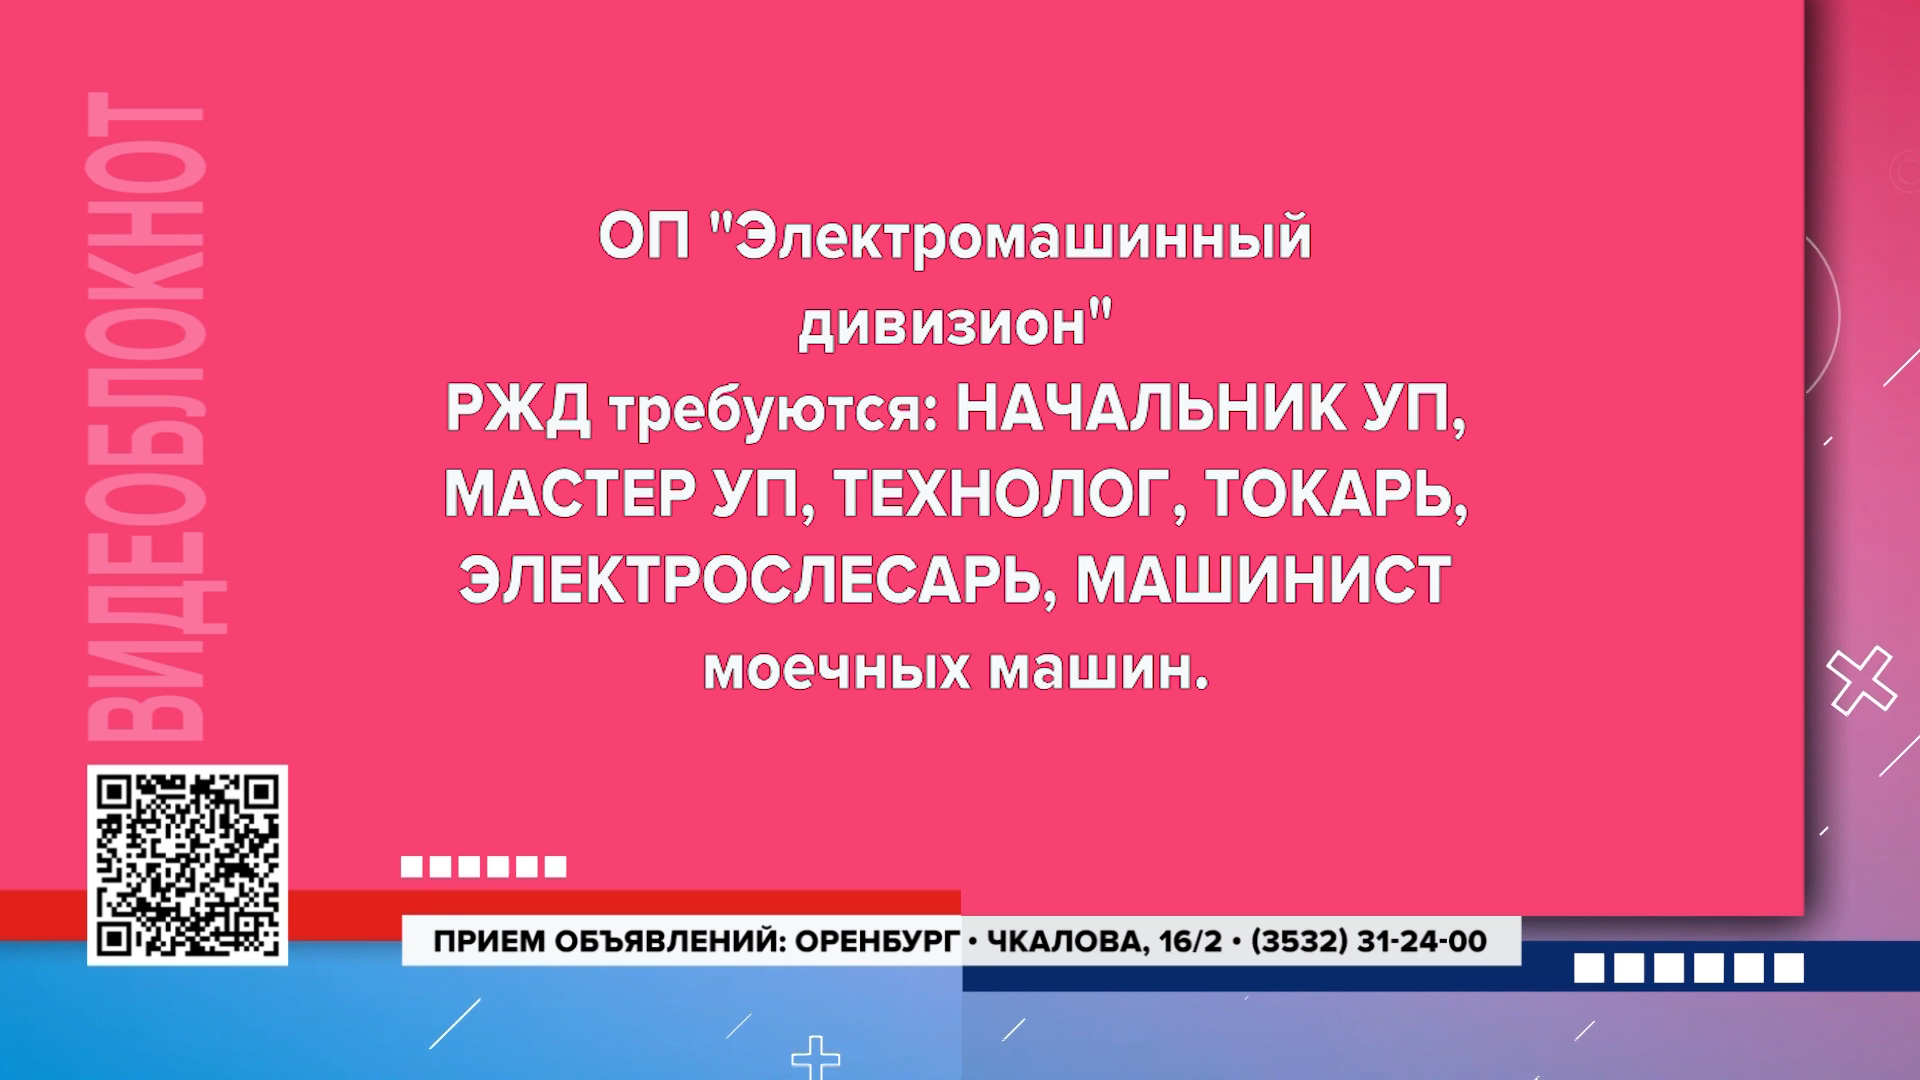 ВИДЕОБЛОКНОТ
ОП "Электромашинный
дивизион"
РЖД требуются: НАЧАЛЬНИК УП,
МАСТЕР УП, ТЕХНОЛОГ, ТОКАРЬ,
ЭЛЕКТРОСЛЕСАРЬ, МАШИНИСТ
моечных машин.
ПРИЕМ ОБЪЯВЛЕНИЙ: ОРЕНБУРГ • ЧКАЛОВА, 16/2 • (3532) 31-24-00